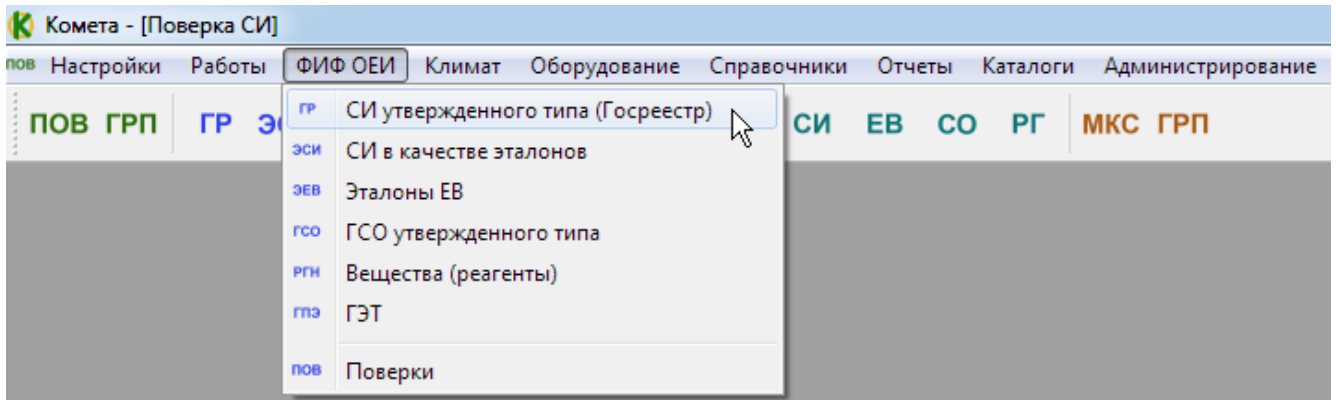 Комета - [Поверка СИ]
пов Настройки Работы ФИФ ОЕИ Климат Оборудование Справочники Отчеты Каталоги Администрирование
ПОВ ГРП ГР СИ ЕВ СО РГ МКС ГРП
ГР СИ утвержденного типа (Госреестр)
ЭСИ СИ в качестве эталонов
ЭЕВ Эталоны ЕВ
ГСО ГСО утвержденного типа
РГН Вещества (реагенты)
ГПЭ ГЭТ
ПОВ Поверки